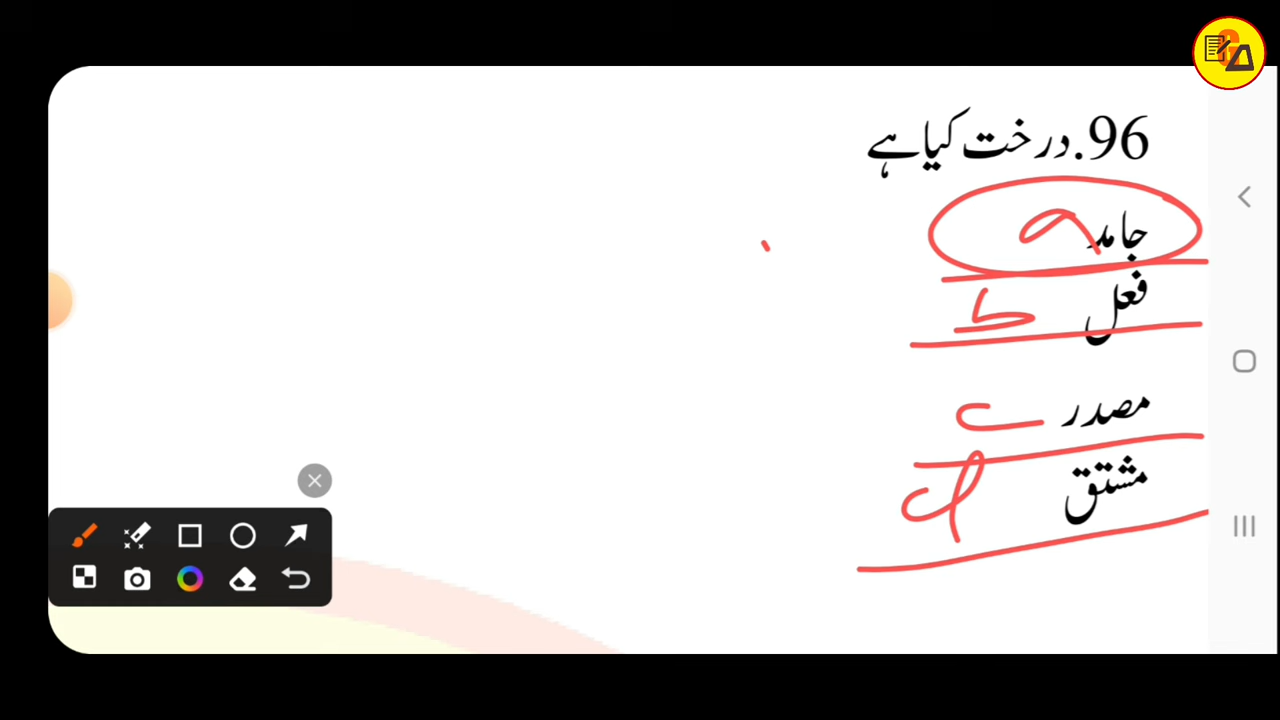 96.درخت کیا ہے
جامد a
فعل b
مصدر c
مشتق d